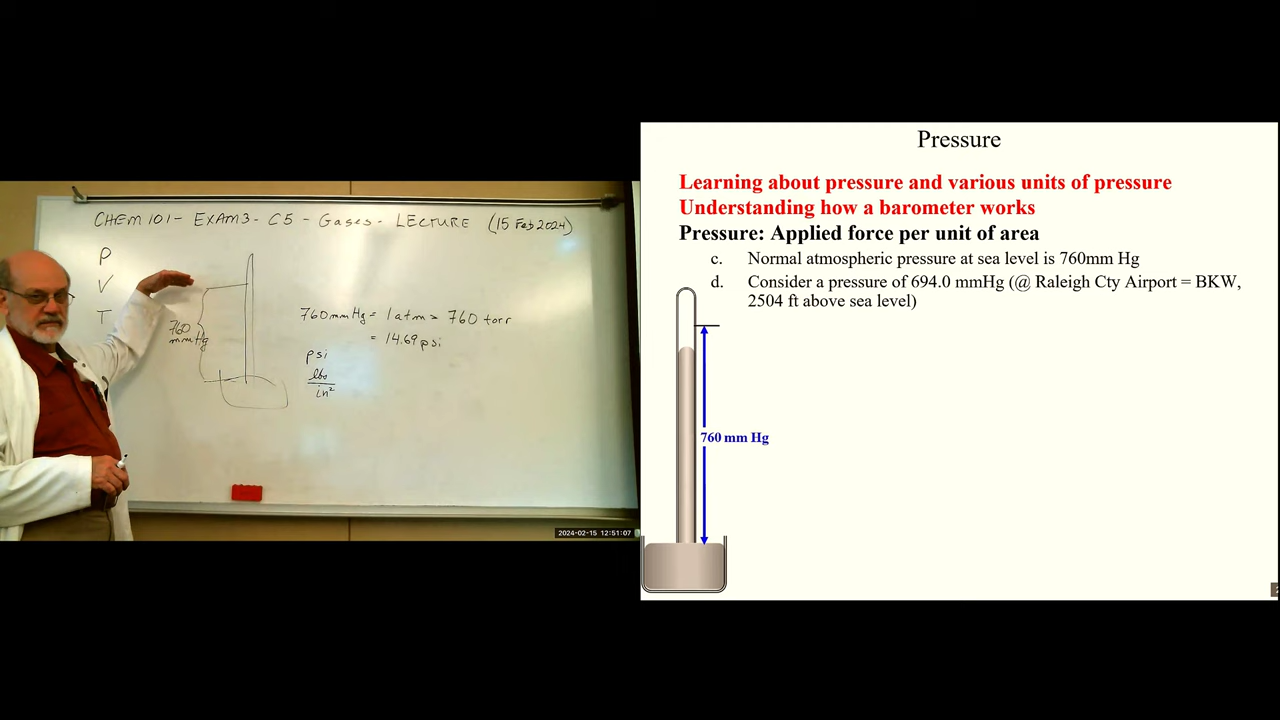 CHEM 101 - EXAM 3 - C5 - Gases - LECTURE (15 Feb 2024)
P
V
T
760
mmHg
760 mmHg = 1 atm = 760 torr
= 14.69 psi
psi
lbs
in²
2024-02-15 12:51:07
Pressure
Learning about pressure and various units of pressure
Understanding how a barometer works
Pressure: Applied force per unit of area
c. Normal atmospheric pressure at sea level is 760mm Hg
d. Consider a pressure of 694.0 mmHg (@ Raleigh Cty Airport = BKW,
2504 ft above sea level)
760 mm Hg